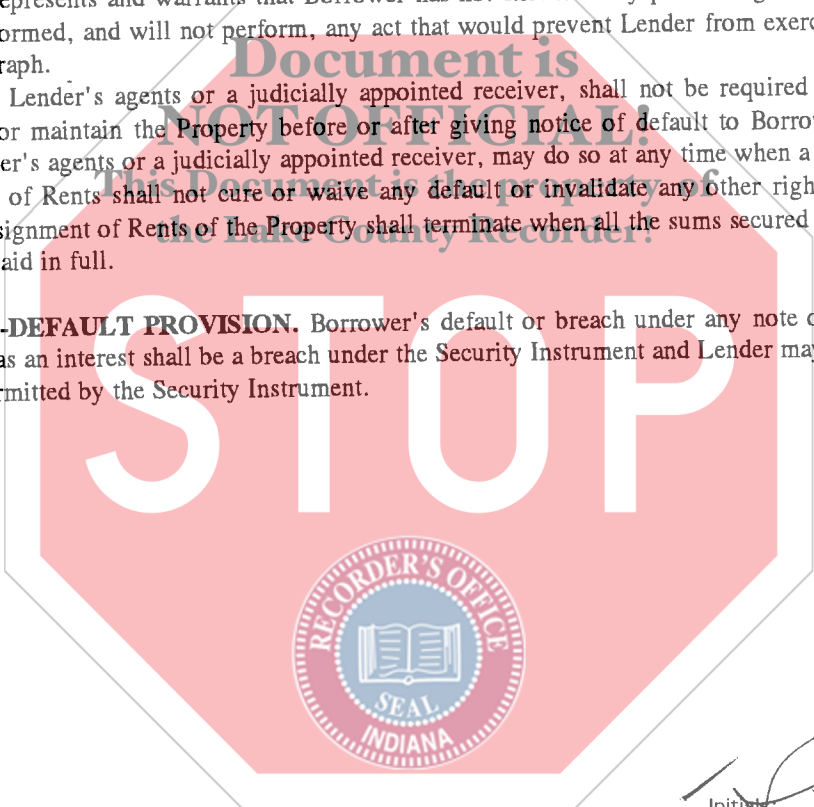 represents and warrants that Borrower has not
ormed, and will not perform, any act that would prevent Lender from exerc
raph.
Document is
Lender's agents or a judicially appointed receiver, shall not be required
NOT OFFICIAL!
or maintain the Property before or after giving notice of default to Borro
er's agents or a judicially appointed receiver, may do so at any time when a
This Document is the property of
of Rents shall not cure or waive any default or invalidate any other righ
signment of Rents of the Property shall terminate when all the sums secured
the Lake County Recorder!
aid in full.
-DEFAULT PROVISION. Borrower's default or breach under any note o
as an interest shall be a breach under the Security Instrument and Lender may
rmitted by the Security Instrument.
STOP
RECORDER'S OFFICE
SEAL
INDIANA